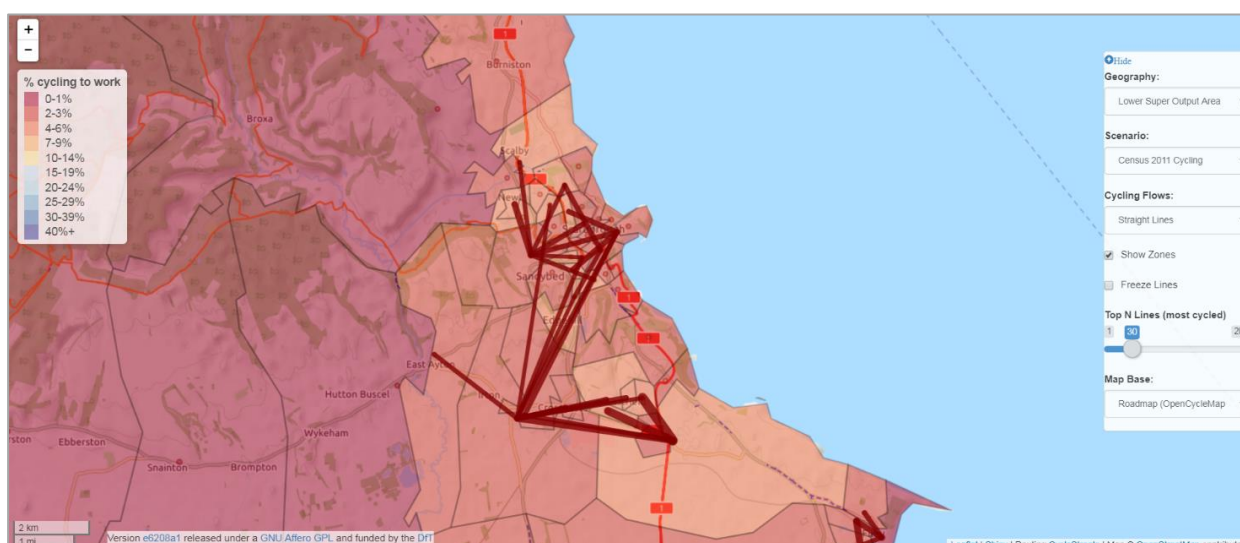 +
−
% cycling to work
0-1%
2-3%
4-6%
7-9%
10-14%
15-19%
20-24%
25-29%
30-39%
40%+
1
Burniston
Broxa
Scalby
1
Sandybed
1
1
East Ayton
Hutton Buscel
Wykeham
Ebberston
Snainton
Brompton
1
2 km
1 mi
Version e6208a1 released under a GNU Affero GPL and funded by the DfT
Hide
Geography:
Lower Super Output Area
Scenario:
Census 2011 Cycling
Cycling Flows:
Straight Lines
Show Zones
Freeze Lines
Top N Lines (most cycled)
1
30
Map Base:
Roadmap (OpenCycleMap